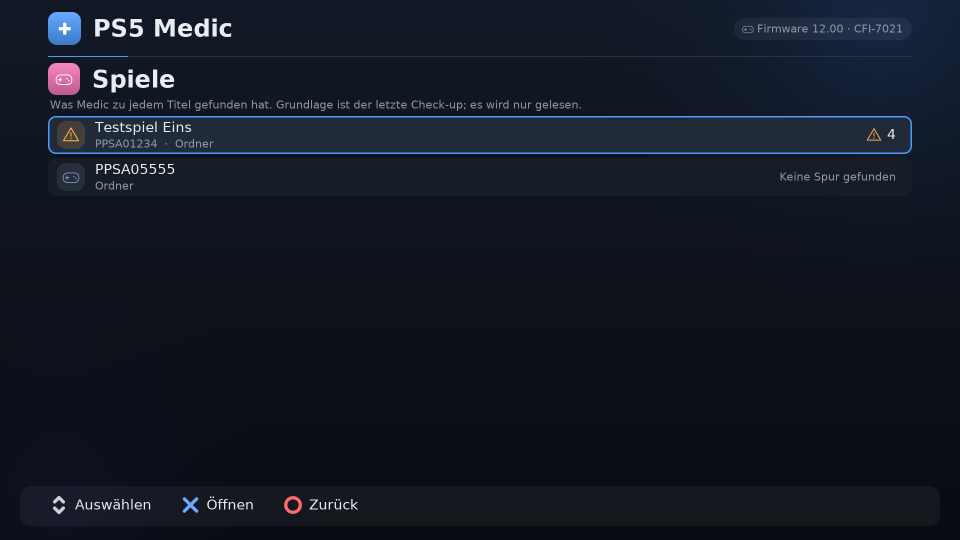 PS5 Medic
Firmware 12.00 · CFI-7021
Spiele
Was Medic zu jedem Titel gefunden hat. Grundlage ist der letzte Check-up; es wird nur gelesen.
Testspiel Eins
4
PPSA01234 · Ordner
PPSA05555
Keine Spur gefunden
Ordner
Auswählen Öffnen Zurück